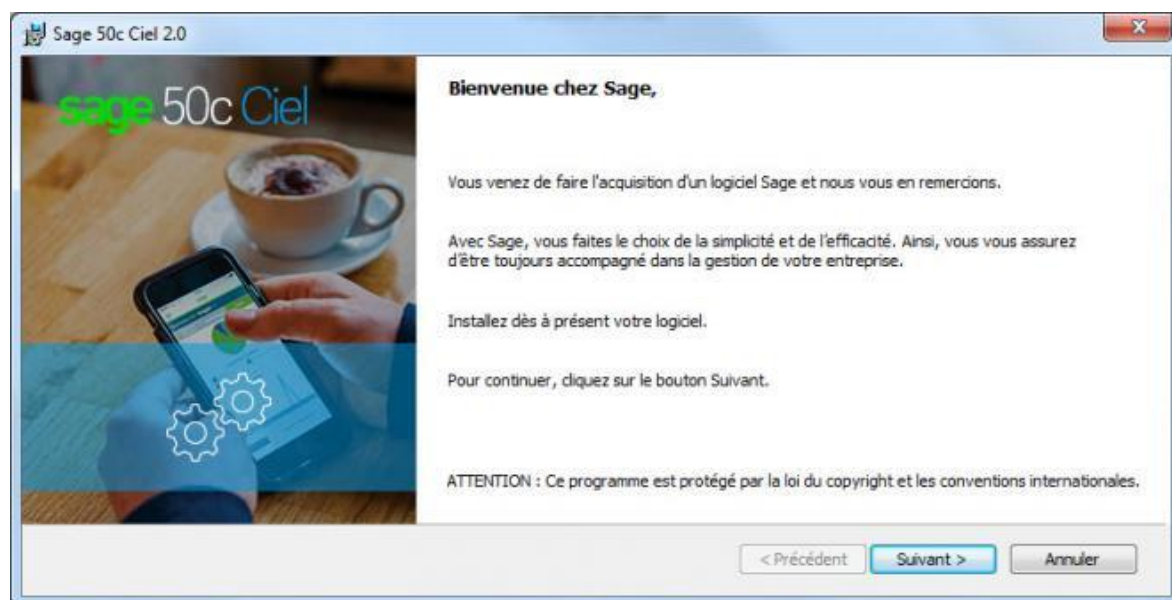 Sage 50c Ciel 2.0
sage 50c Ciel
Bienvenue chez Sage,
Vous venez de faire l'acquisition d'un logiciel Sage et nous vous en remercions.
Avec Sage, vous faites le choix de la simplicité et de l'efficacité. Ainsi, vous vous assurez
d'être toujours accompagné dans la gestion de votre entreprise.
Installez dès à présent votre logiciel.
Pour continuer, cliquez sur le bouton Suivant.
ATTENTION : Ce programme est protégé par la loi du copyright et les conventions internationales.
< Précédent Suivant > Annuler